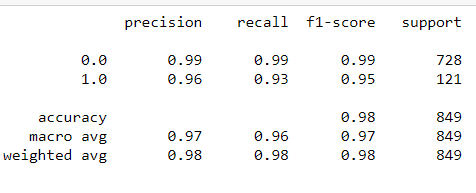 precision recall f1-score support
0.0 0.99 0.99 0.99 728
1.0 0.96 0.93 0.95 121
accuracy 0.98 849
macro avg 0.97 0.96 0.97 849
weighted avg 0.98 0.98 0.98 849